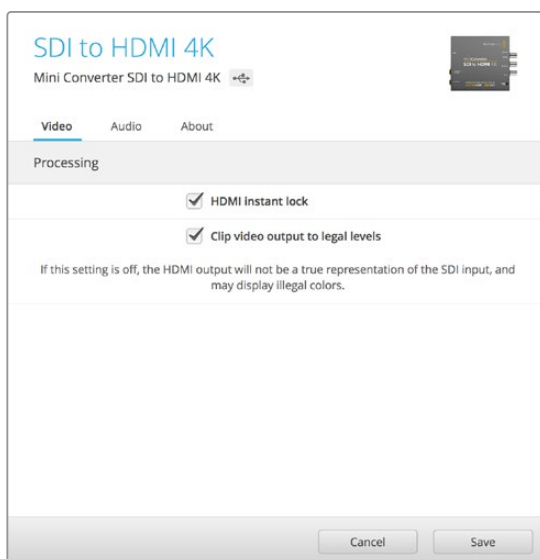 SDI to HDMI 4K
Mini Converter SDI to HDMI 4K
Video Audio About
Processing
HDMI instant lock
Clip video output to legal levels
If this setting is off, the HDMI output will not be a true representation of the SDI input, and
may display illegal colors.
Cancel Save